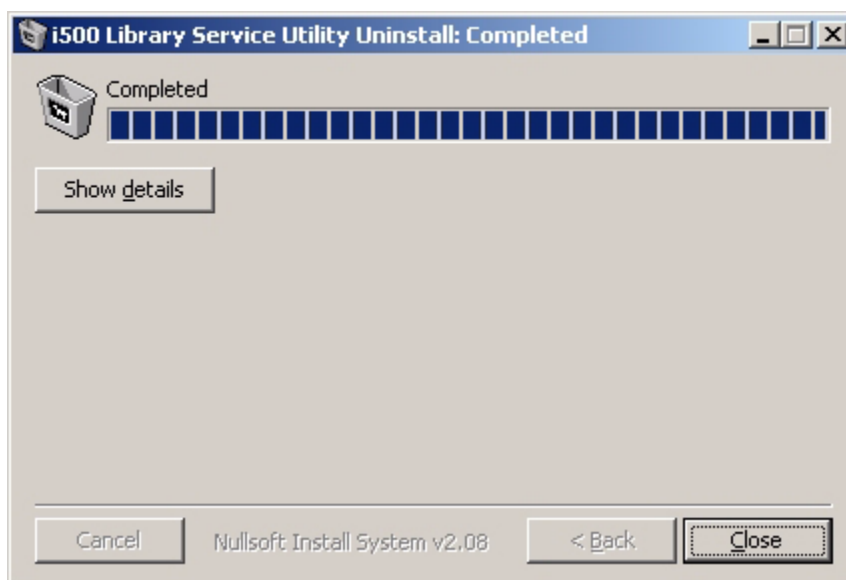 i500 Library Service Utility Uninstall: Completed
Completed
Show details
Cancel
Nullsoft Install System v2.08
< Back
Close